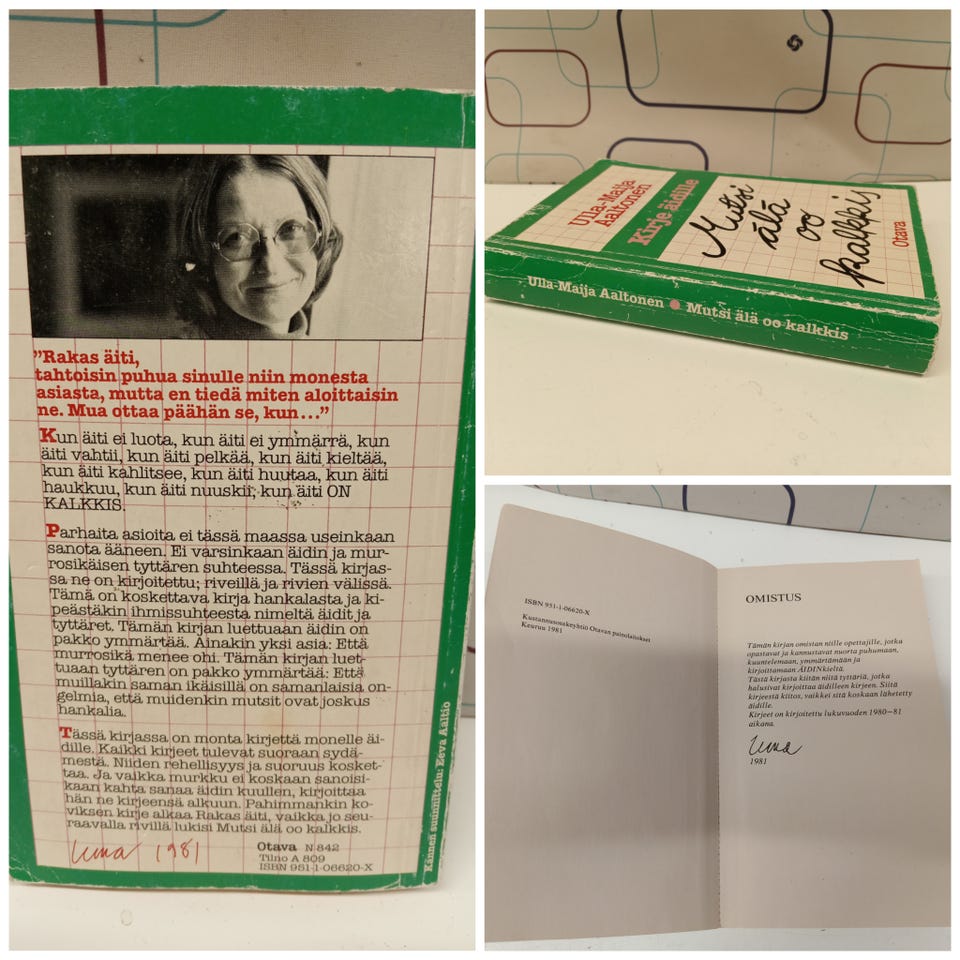 "Rakas äiti,
tahtoisin puhua sinulle niin monesta
asiasta, mutta en tiedä miten aloittaisin
ne. Mua ottaa päähän se, kun..."
Kun äiti ei luota, kun äiti ei ymmärrä, kun
äiti vahtii, kun äiti pelkää, kun äiti kieltää,
kun äiti kahlitsee, kun äiti huutaa, kun äiti
haukkuu, kun äiti nuuskii, kun äiti ON
KALKKIS.
Parhaita asioita ei tässä maassa useinkaan
sanota ääneen. Ei varsinkaan äidin ja mur-
rosikäisen tyttären suhteessa. Tässä kirjas-
sa ne on kirjoitettu; riveillä ja rivien välissä.
Tämä on koskettava kirja hankalasta ja ki-
peästäkin ihmissuhteesta nimeltä äidit ja
tyttäret. Tämän kirjan luettuaan äidin on
pakko ymmärtää. Ainakin yksi asia: Että
murrosikä menee ohi. Tämän kirjan luet-
tuaan tyttären on pakko ymmärtää: Että
muillakin saman ikäisillä on samanlaisia on-
gelmia, että muidenkin mutsit ovat joskus
hankalia.
Tässä kirjassa on monta kirjettä monelle äi-
dille. Kaikki kirjeet tulevat suoraan sydä-
mestä. Niiden rehellisyys ja suoruus kosket-
taa. Ja vaikka murkku ei koskaan sanoisi-
kaan kahta sanaa äidin kuullen, kirjoittaa
hän ne kirjeensä alkuun. Pahimmankin ko-
viksen kirje alkaa Rakas äiti, vaikka jo seu-
raavalla rivillä lukisi Mutsi älä oo kalkkis.
1981
Otava N 842
Tilno A 809
ISBN 951-1-06620-X
Kannen suunnittelu: Eeva Aaltio
Ulla-Maija
Aaltonen
Kirje äidille
Mutsi
älä
oo
kalkkis
Otava
Ulla-Maija Aaltonen • Mutsi älä oo kalkkis
ISBN 951-1-06620-X
Kustannusosakeyhtiö Otavan painolaitokset
Keuruu 1981
OMISTUS
Tämän kirjan omistan niille opettajille, jotka
opastavat ja kannustavat nuorta puhumaan,
kuuntelemaan, ymmärtämään ja
kirjoittamaan ÄIDINkieltä.
Tästä kirjasta kiitän niitä tyttäriä, jotka
halusivat kirjoittaa äidilleen kirjeen. Siitä
kirjeestä kiitos, vaikkei sitä koskaan lähetetty
äidille.
Kirjeet on kirjoitettu lukuvuoden 1980—81
aikana.
1981